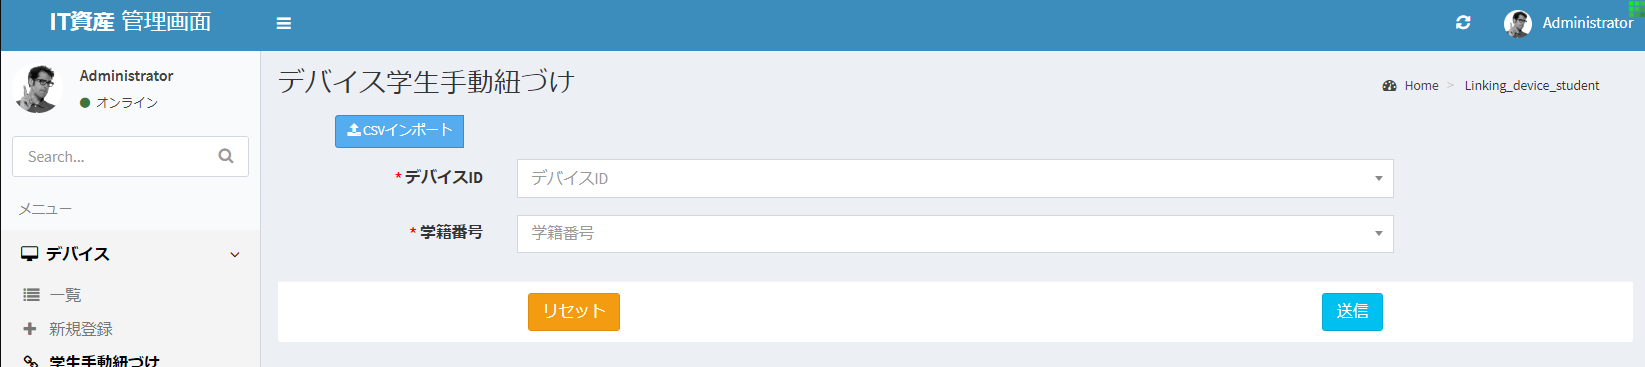 IT資産 管理画面
Administrator
Administrator
オンライン
Search...
メニュー
デバイス
一覧
新規登録
学生手動紐づけ
デバイス学生手動紐づけ
Home > Linking_device_student
CSVインポート
*デバイスID
デバイスID
*学籍番号
学籍番号
リセット
送信